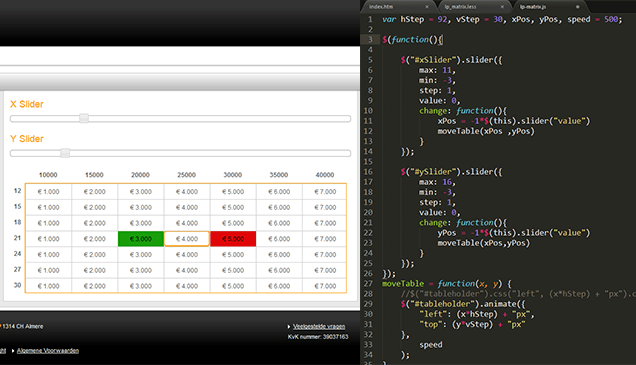 X Slider
Y Slider
10000 15000 20000 25000 30000 35000 40000
12 € 1.000 € 2.000 € 3.000 € 4.000 € 5.000 € 6.000 € 7.000
15 € 1.000 € 2.000 € 3.000 € 4.000 € 5.000 € 6.000 € 7.000
18 € 1.000 € 2.000 € 3.000 € 4.000 € 5.000 € 6.000 € 7.000
21 € 1.000 € 2.000 € 3.000 € 4.000 € 5.000 € 6.000 € 7.000
24 € 1.000 € 2.000 € 3.000 € 4.000 € 5.000 € 6.000 € 7.000
27 € 1.000 € 2.000 € 3.000 € 4.000 € 5.000 € 6.000 € 7.000
30 € 1.000 € 2.000 € 3.000 € 4.000 € 5.000 € 6.000 € 7.000
1314 CH Almere
Veelgestelde vragen
KvK nummer: 39037163
ght
Algemene Voorwaarden
index.htm lp_matrix.less lp-matrix.js
1 var hStep = 92, vStep = 30, xPos, yPos, speed = 500;
2
3 $(function(){
4
5 $("#xSlider").slider({
6 max: 11,
7 min: -3,
8 step: 1,
9 value: 0,
10 change: function(){
11 xPos = -1*$(this).slider("value")
12 moveTable(xPos ,yPos)
13 }
14 });
15
16 $("#ySlider").slider({
17 max: 16,
18 min: -3,
19 step: 1,
20 value: 0,
21 change: function(){
22 yPos = -1*$(this).slider("value")
23 moveTable(xPos,yPos)
24 }
25 });
26 });
27 moveTable = function(x, y) {
28 //$("#tableholder").css("left", (x*hStep) + "px").c
29 $("#tableholder").animate({
30 "left": (x*hStep) + "px",
31 "top": (y*vStep) + "px"
32 },
33 speed
34 );
35 }